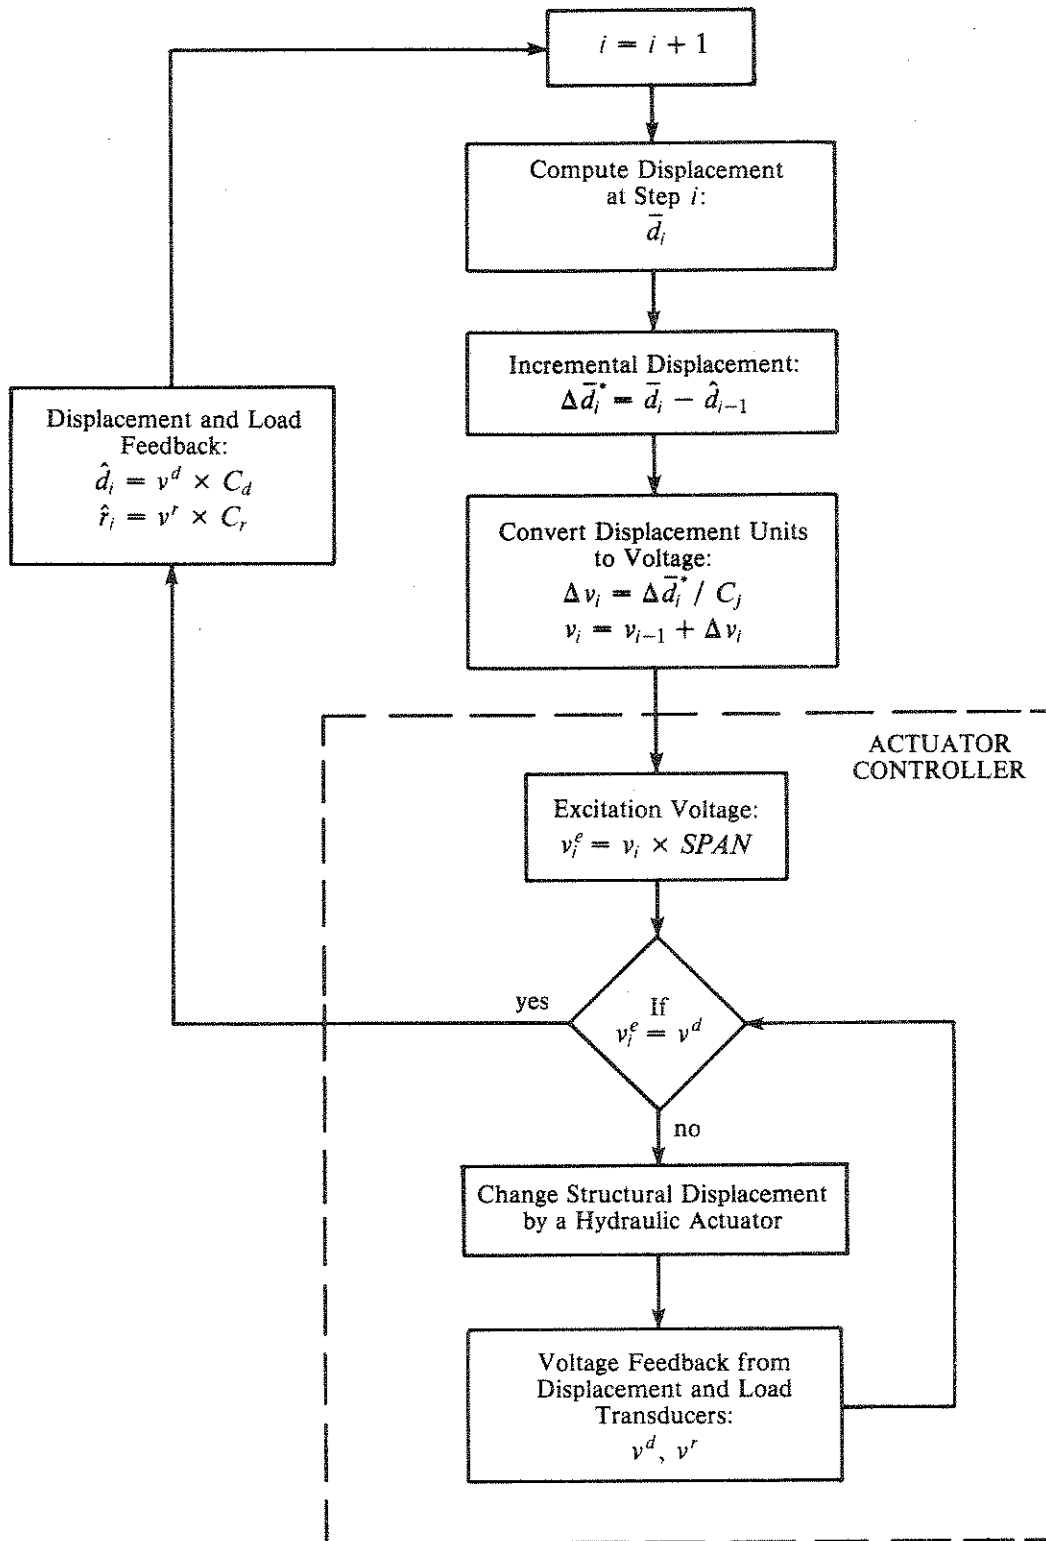 i = i + 1
Compute Displacement
at Step i:
d̄ᵢ
Incremental Displacement:
Δd̄ᵢ* = d̄ᵢ − d̂ᵢ₋₁
Displacement and Load
Feedback:
d̂ᵢ = vᵈ × C_d
r̂ᵢ = vʳ × C_r
Convert Displacement Units
to Voltage:
Δvᵢ = Δd̄ᵢ* / Cⱼ
vᵢ = vᵢ₋₁ + Δvᵢ
ACTUATOR
CONTROLLER
Excitation Voltage:
vᵢᵉ = vᵢ × SPAN
yes
If
vᵢᵉ = vᵈ
no
Change Structural Displacement
by a Hydraulic Actuator
Voltage Feedback from
Displacement and Load
Transducers:
vᵈ, vʳ